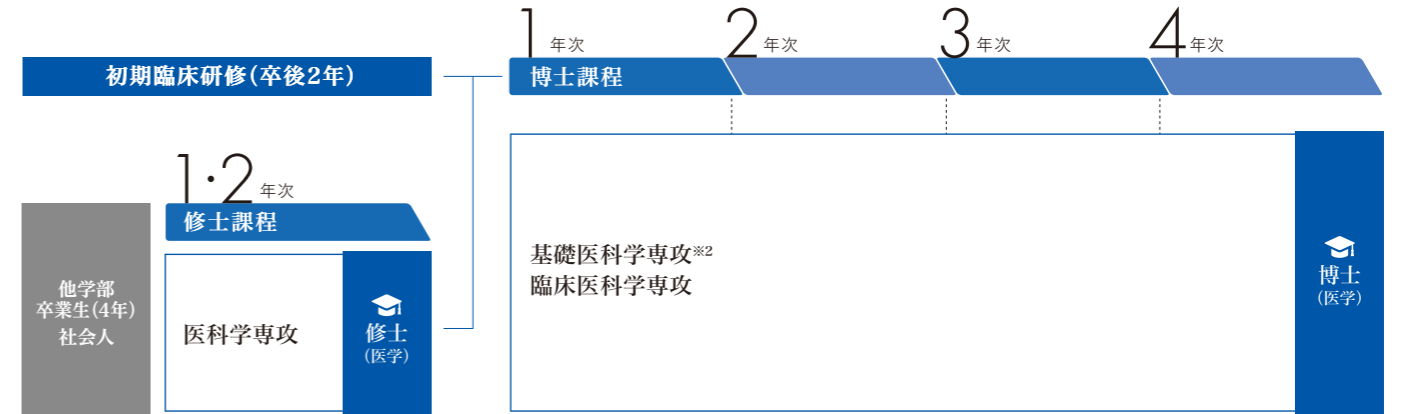 初期臨床研修(卒後2年)
1年次
2年次
3年次
4年次
博士課程
1・2年次
修士課程
他学部
卒業生(4年)
社会人
医科学専攻
修士
(医学)
基礎医科学専攻※2
臨床医科学専攻
博士
(医学)